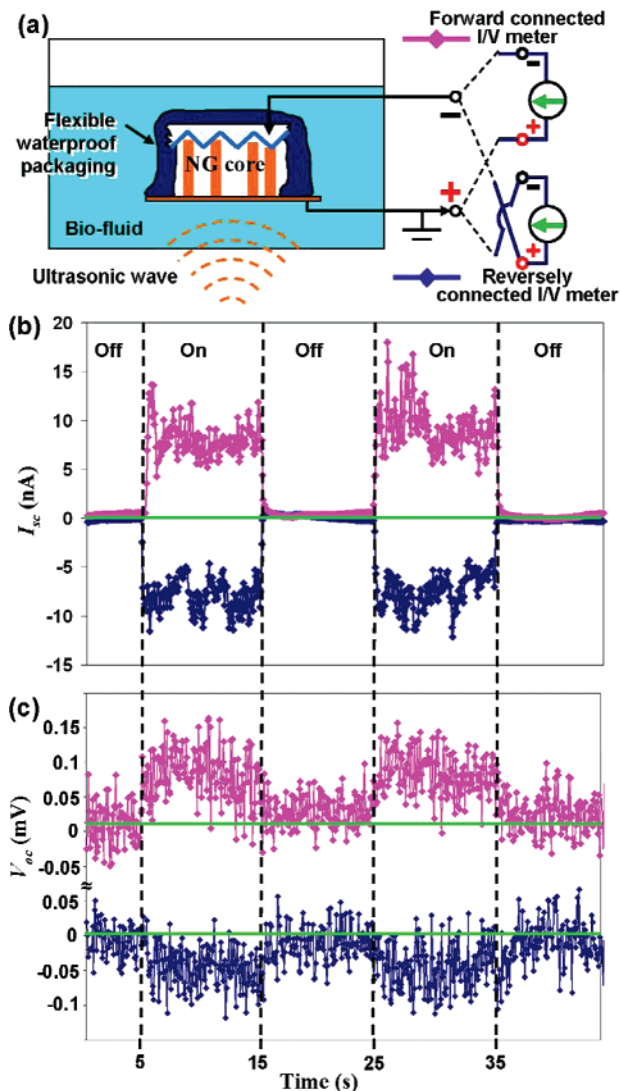 (a)
Forward connected
I/V meter
Flexible
waterproof
packaging
NG core
Bio-fluid
Ultrasonic wave
-
+
-
+
-
+
Reversely
connected I/V meter
(b)
20
15
10
5
0
-5
-10
-15
Isc (nA)
Off On Off On Off
(c)
0.15
0.10
0.05
0
-0.05
≈
0.05
0
-0.05
-0.1
Voc (mV)
5 15 25 35
Time (s)